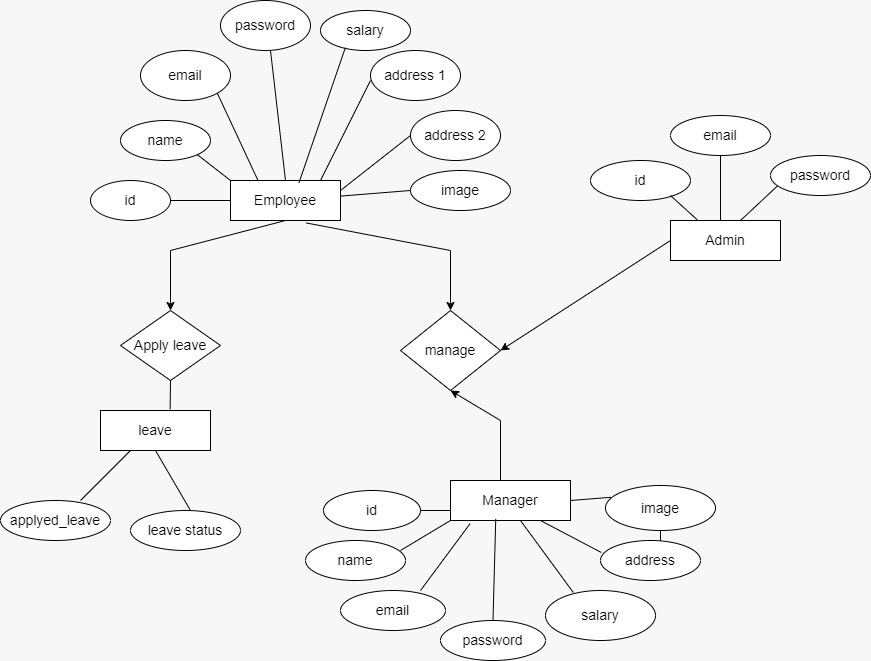 password
salary
email
address 1
name
address 2
id
Employee
image
email
id
password
Admin
Apply leave
manage
leave
applyed_leave
leave status
id
Manager
image
name
address
email
salary
password